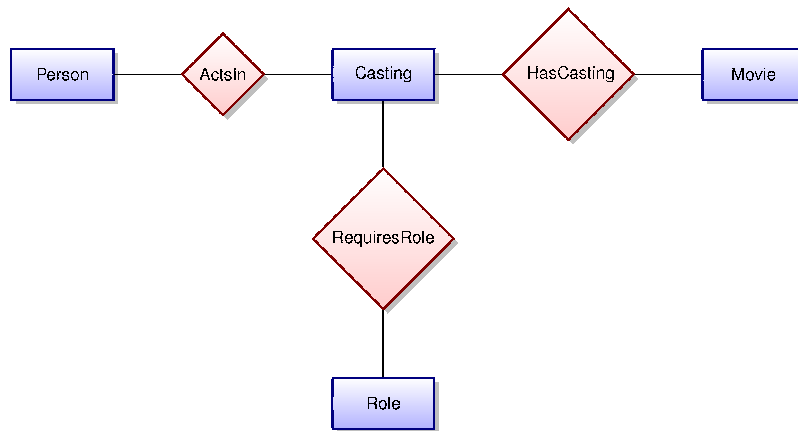 Person
ActsIn
Casting
HasCasting
Movie
RequiresRole
Role